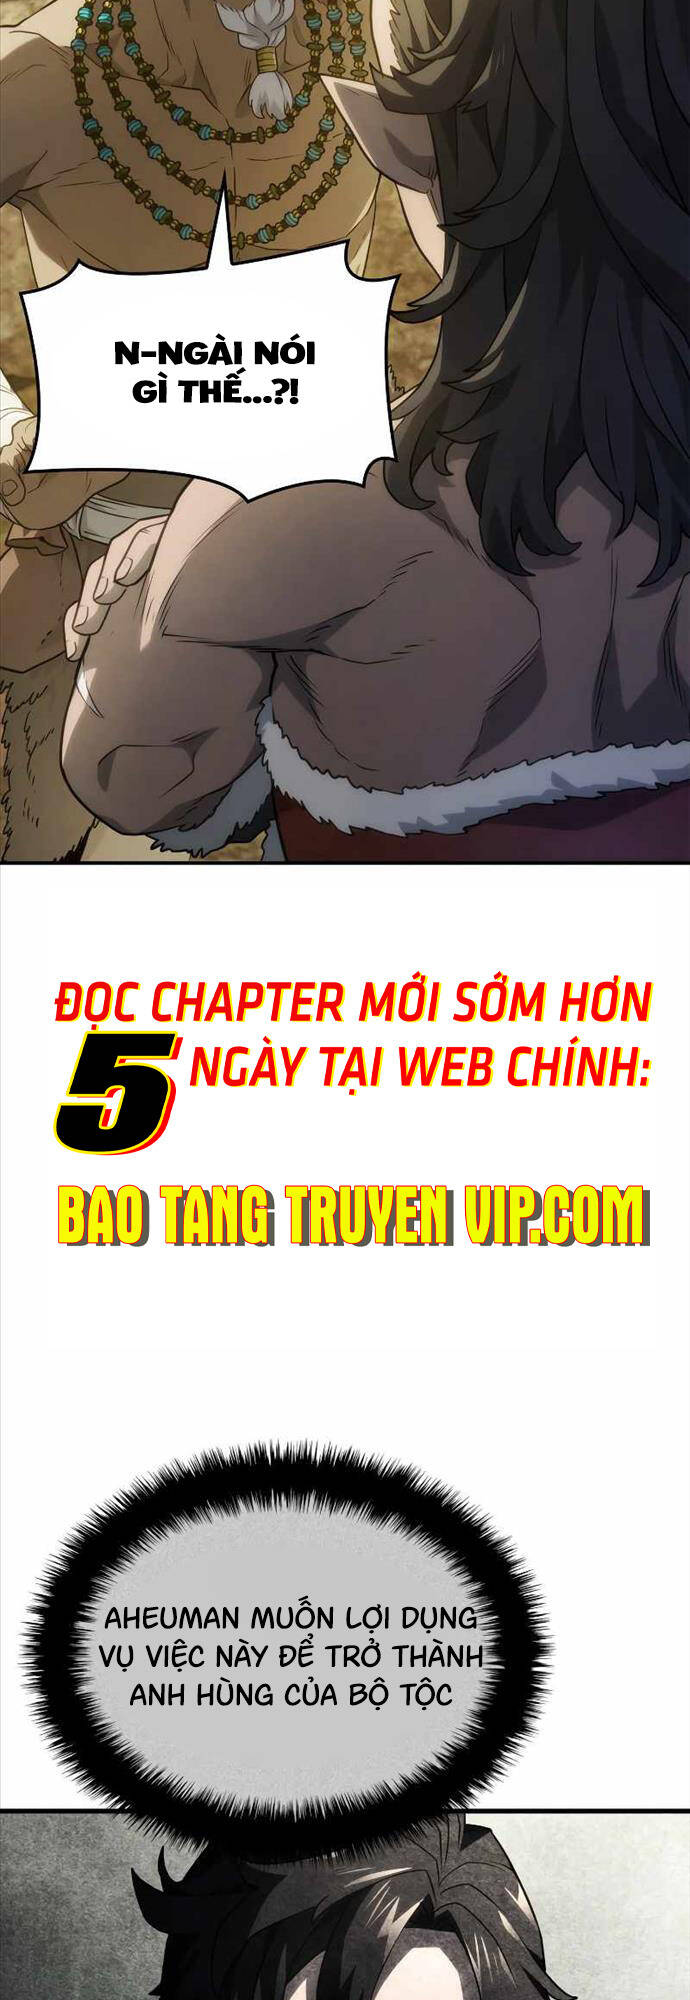 N-NGÀI NÓI
GÌ THẾ...?!
ĐỌC CHAPTER MỚI SỚM HƠN
5 NGÀY TẠI WEB CHÍNH:
BAO TANG TRUYEN VIP.COM
AHEUMAN MUỐN LỢI DỤNG
VỤ VIỆC NÀY ĐỂ TRỞ THÀNH
ANH HÙNG CỦA BỘ TỘC